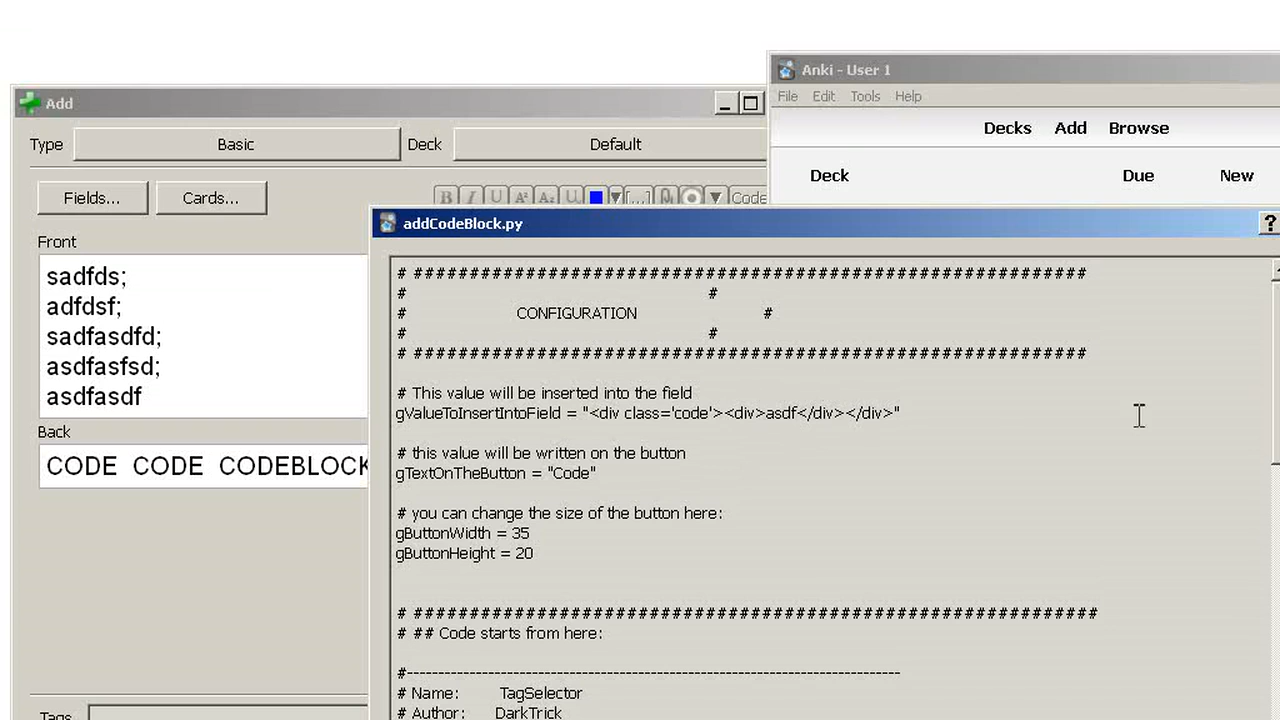 Anki - User 1
File Edit Tools Help
Decks Add Browse
Deck Due New
Add
Type Basic Deck Default
Fields... Cards... B I U A² A₂ U [...] Code
Front
sadfds;
adfdsf;
sadfasdfd;
asdfasfsd;
asdfasdf
Back
CODE CODE CODEBLOCK
Tags
addCodeBlock.py ?
# ############################################################
# #
# CONFIGURATION #
# #
# ############################################################
# This value will be inserted into the field
gValueToInsertIntoField = "<div class='code'><div>asdf</div></div>"
# this value will be written on the button
gTextOnTheButton = "Code"
# you can change the size of the button here:
gButtonWidth = 35
gButtonHeight = 20
# #############################################################
# ## Code starts from here:
#-------------------------------------------------------------------------------
# Name: TagSelector
# Author: DarkTrick